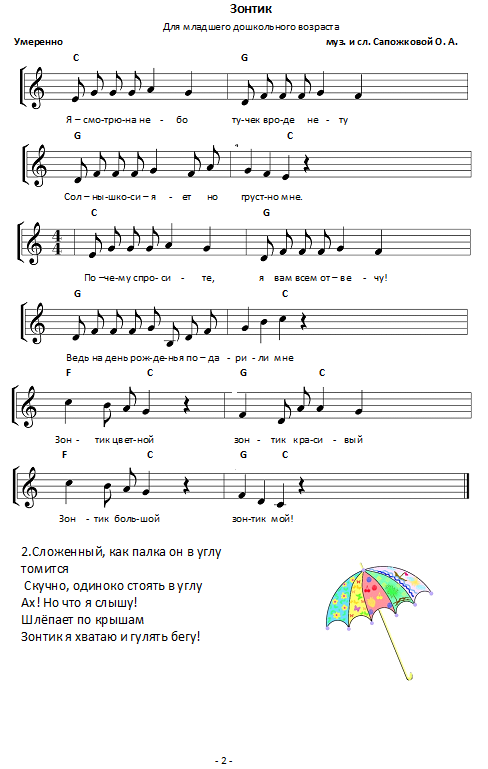 Зонтик
Для младшего дошкольного возраста
Умеренно муз. и сл. Сапожковой О. А.
C G
Я – смо-трю-на не - бо ту-чек вро-де не - ту
G C
Сол – ны-шко-си – я - ет но груст-но мне.
C G
4
4
По –че-му спро- си - те, я вам всем от – ве - чу!
G C
Ведь на день рож-де-нья по – да – ри - ли мне
F C G C
Зон - тик цвет-ной зон - тик кра-си - вый
F C G C
Зон - тик боль-шой зон-тик мой!
2.Сложенный, как палка он в углу
томится
Скучно, одиноко стоять в углу
Ах! Но что я слышу!
Шлёпает по крышам
Зонтик я хватаю и гулять бегу!
- 2 -